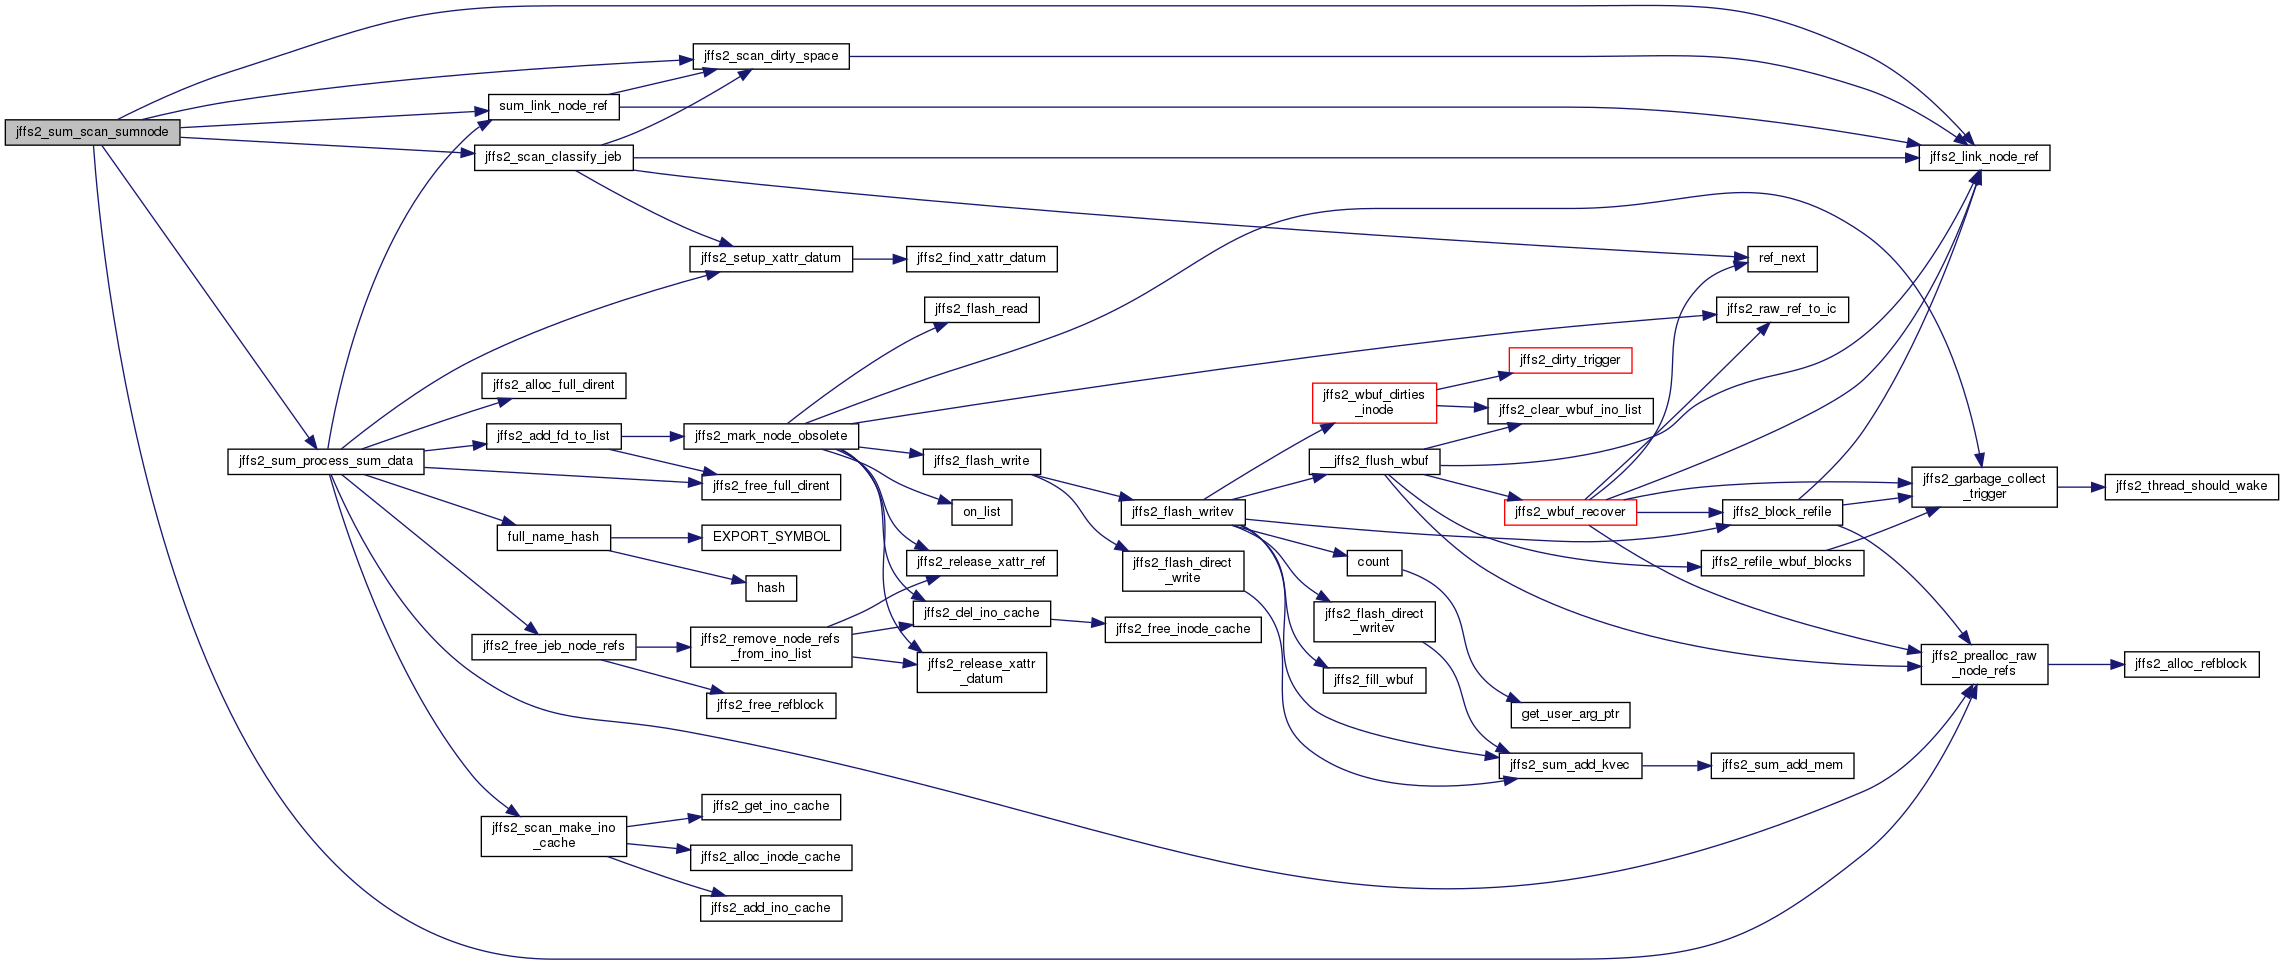 jffs2_sum_scan_sumnode
jffs2_scan_dirty_space
sum_link_node_ref
jffs2_scan_classify_jeb
jffs2_link_node_ref
jffs2_setup_xattr_datum
jffs2_find_xattr_datum
ref_next
jffs2_flash_read
jffs2_raw_ref_to_ic
jffs2_dirty_trigger
jffs2_alloc_full_dirent
jffs2_wbuf_dirties
_inode
jffs2_clear_wbuf_ino_list
jffs2_add_fd_to_list
jffs2_mark_node_obsolete
jffs2_sum_process_sum_data
jffs2_flash_write
__jffs2_flush_wbuf
jffs2_free_full_dirent
jffs2_garbage_collect
_trigger
jffs2_thread_should_wake
on_list
jffs2_flash_writev
jffs2_wbuf_recover
jffs2_block_refile
full_name_hash
EXPORT_SYMBOL
jffs2_release_xattr_ref
jffs2_flash_direct
_write
count
jffs2_refile_wbuf_blocks
hash
jffs2_del_ino_cache
jffs2_free_inode_cache
jffs2_flash_direct
_writev
jffs2_free_jeb_node_refs
jffs2_remove_node_refs
_from_ino_list
jffs2_release_xattr
_datum
jffs2_fill_wbuf
jffs2_prealloc_raw
_node_refs
jffs2_alloc_refblock
jffs2_free_refblock
get_user_arg_ptr
jffs2_sum_add_kvec
jffs2_sum_add_mem
jffs2_get_ino_cache
jffs2_scan_make_ino
_cache
jffs2_alloc_inode_cache
jffs2_add_ino_cache